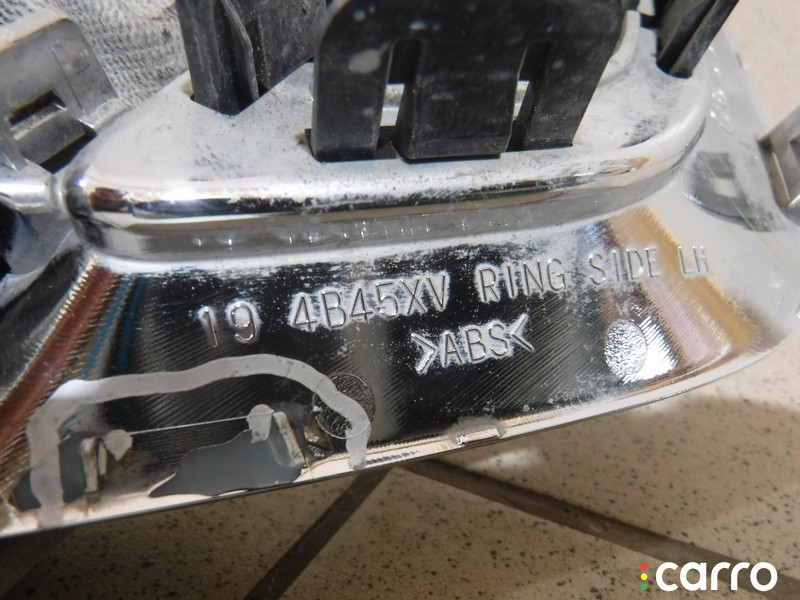 19 4B45XV RING SIDE LH
>ABS<
carro